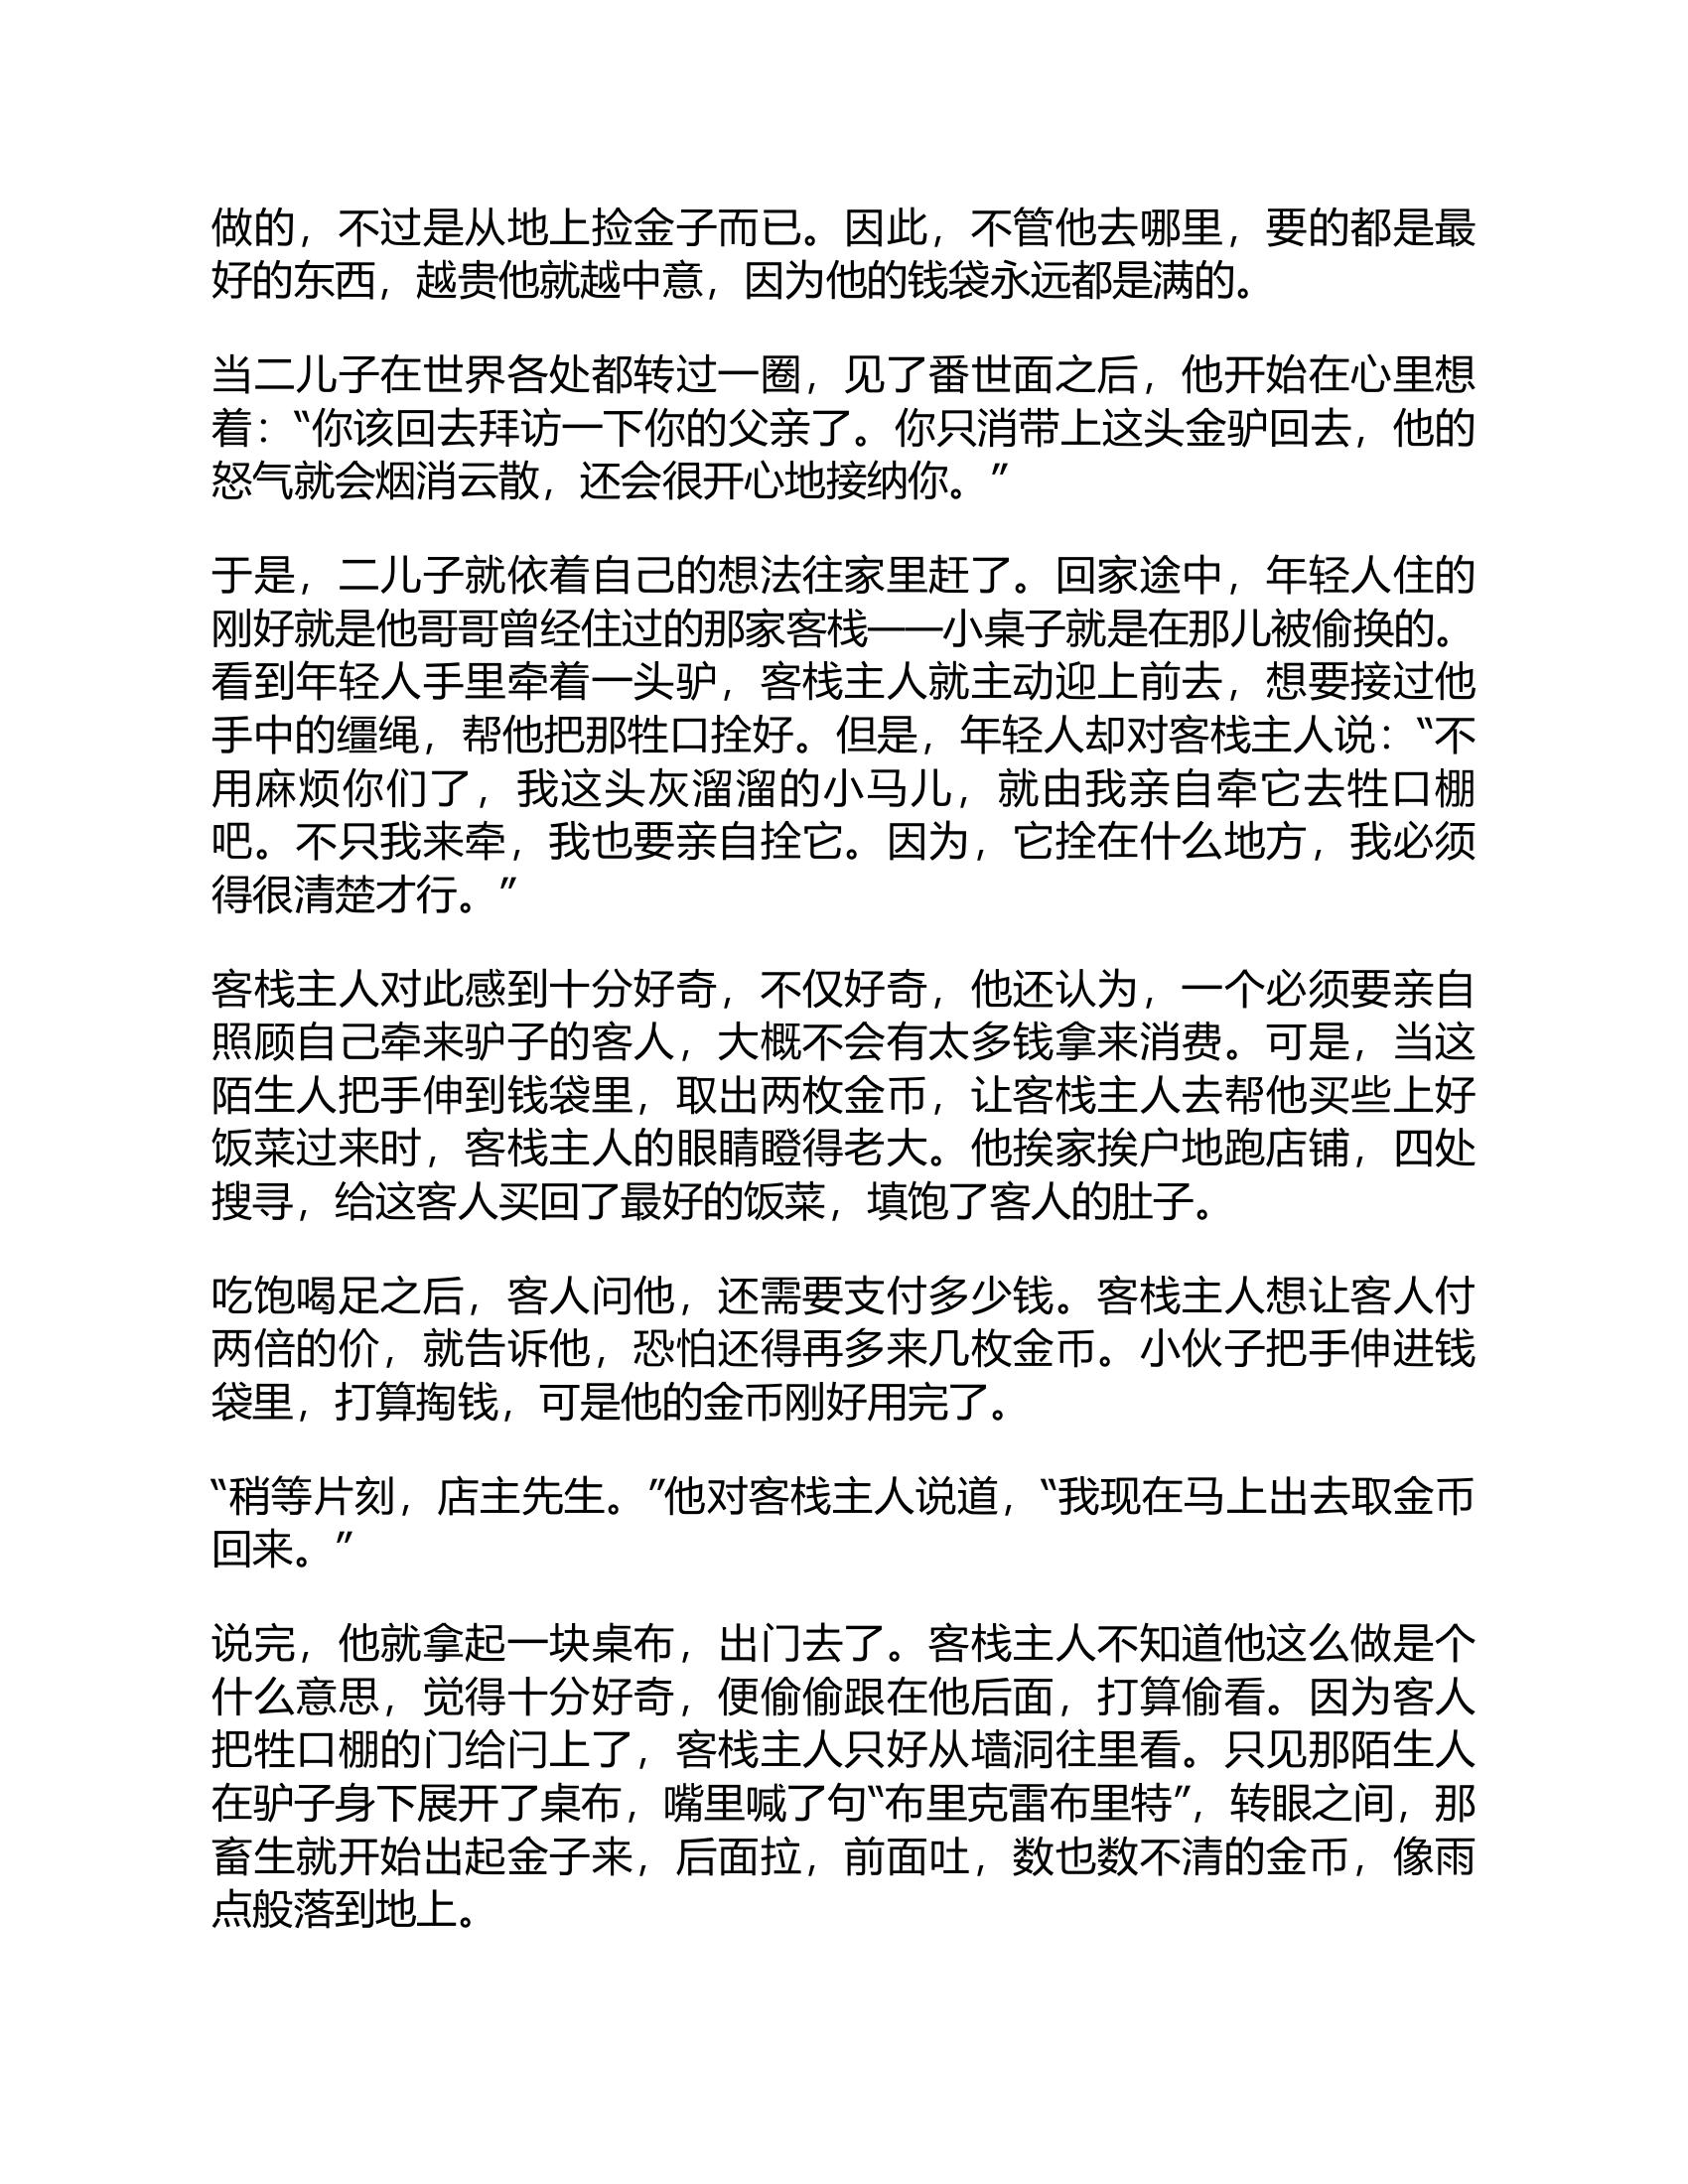 做的，不过是从地上捡金子而已。因此，不管他去哪里，要的都是最
好的东西，越贵他就越中意，因为他的钱袋永远都是满的。
当二儿子在世界各处都转过一圈，见了番世面之后，他开始在心里想
着：“你该回去拜访一下你的父亲了。你只消带上这头金驴回去，他的
怒气就会烟消云散，还会很开心地接纳你。”
于是，二儿子就依着自己的想法往家里赶了。回家途中，年轻人住的
刚好就是他哥哥曾经住过的那家客栈——小桌子就是在那儿被偷换的。
看到年轻人手里牵着一头驴，客栈主人就主动迎上前去，想要接过他
手中的缰绳，帮他把那牲口拴好。但是，年轻人却对客栈主人说：“不
用麻烦你们了，我这头灰溜溜的小马儿，就由我亲自牵它去牲口棚
吧。不只我来牵，我也要亲自拴它。因为，它拴在什么地方，我必须
得很清楚才行。”
客栈主人对此感到十分好奇，不仅好奇，他还认为，一个必须要亲自
照顾自己牵来驴子的客人，大概不会有太多钱拿来消费。可是，当这
陌生人把手伸到钱袋里，取出两枚金币，让客栈主人去帮他买些上好
饭菜过来时，客栈主人的眼睛瞪得老大。他挨家挨户地跑店铺，四处
搜寻，给这客人买回了最好的饭菜，填饱了客人的肚子。
吃饱喝足之后，客人问他，还需要支付多少钱。客栈主人想让客人付
两倍的价，就告诉他，恐怕还得再多来几枚金币。小伙子把手伸进钱
袋里，打算掏钱，可是他的金币刚好用完了。
“稍等片刻，店主先生。”他对客栈主人说道，“我现在马上出去取金币
回来。”
说完，他就拿起一块桌布，出门去了。客栈主人不知道他这么做是个
什么意思，觉得十分好奇，便偷偷跟在他后面，打算偷看。因为客人
把牲口棚的门给闩上了，客栈主人只好从墙洞往里看。只见那陌生人
在驴子身下展开了桌布，嘴里喊了句“布里克雷布里特”，转眼之间，那
畜生就开始出起金子来，后面拉，前面吐，数也数不清的金币，像雨
点般落到地上。